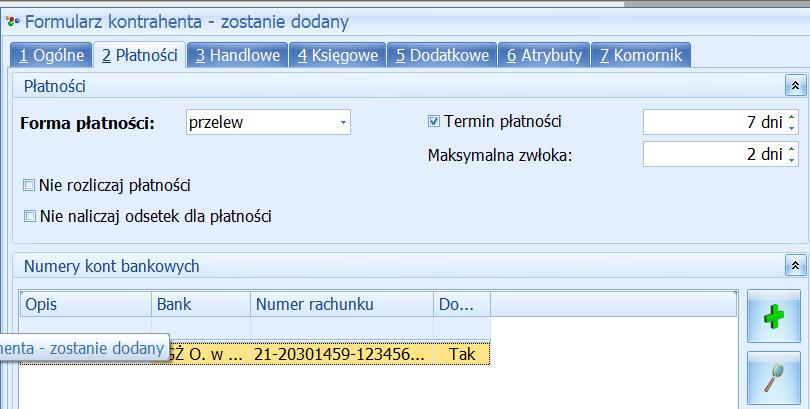 Formularz kontrahenta - zostanie dodany
1 Ogólne 2 Płatności 3 Handlowe 4 Księgowe 5 Dodatkowe 6 Atrybuty 7 Komornik
Płatności
Forma płatności: przelew Termin płatności 7 dni
Maksymalna zwłoka: 2 dni
Nie rozliczaj płatności
Nie naliczaj odsetek dla płatności
Numery kont bankowych
Opis Bank Numer rachunku Do...
henta - zostanie dodany
GŻ O. w ... 21-20301459-123456... Tak